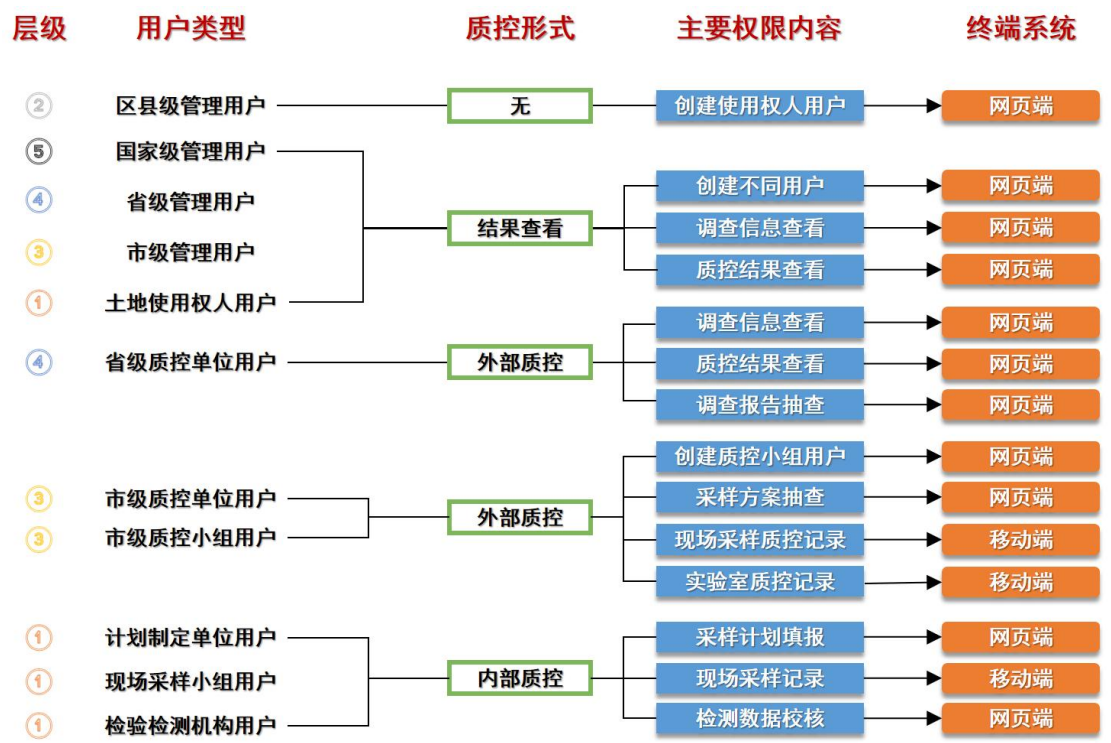 层级 用户类型 质控形式 主要权限内容 终端系统
② 区县级管理用户 无 创建使用权人用户 网页端
⑤ 国家级管理用户
④ 省级管理用户 创建不同用户 网页端
结果查看 调查信息查看 网页端
③ 市级管理用户 质控结果查看 网页端
① 土地使用权人用户
调查信息查看 网页端
④ 省级质控单位用户 外部质控 质控结果查看 网页端
调查报告抽查 网页端
创建质控小组用户 网页端
③ 市级质控单位用户 采样方案抽查 网页端
外部质控
③ 市级质控小组用户 现场采样质控记录 移动端
实验室质控记录 移动端
① 计划制定单位用户 采样计划填报 网页端
① 现场采样小组用户 内部质控 现场采样记录 移动端
① 检验检测机构用户 检测数据校核 网页端